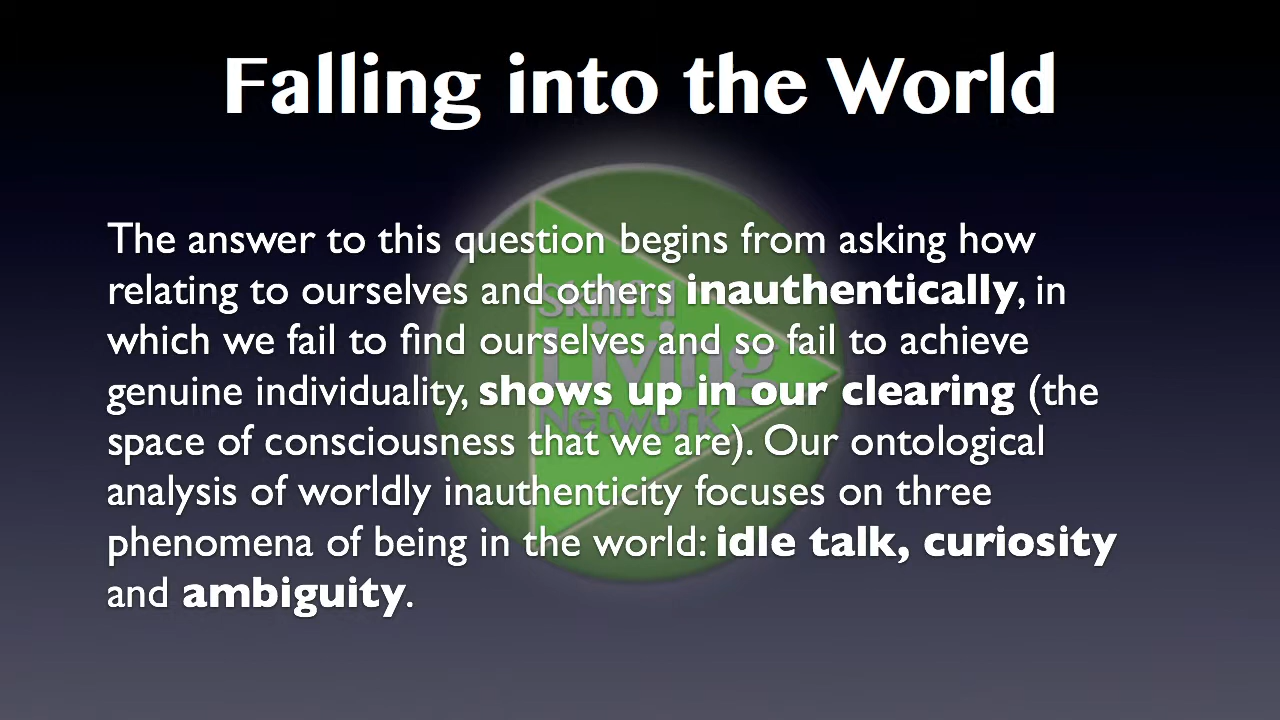 Falling into the World
The answer to this question begins from asking how
relating to ourselves and others inauthentically, in
which we fail to find ourselves and so fail to achieve
genuine individuality, shows up in our clearing (the
space of consciousness that we are). Our ontological
analysis of worldly inauthenticity focuses on three
phenomena of being in the world: idle talk, curiosity
and ambiguity.
Skillful
Living
Network